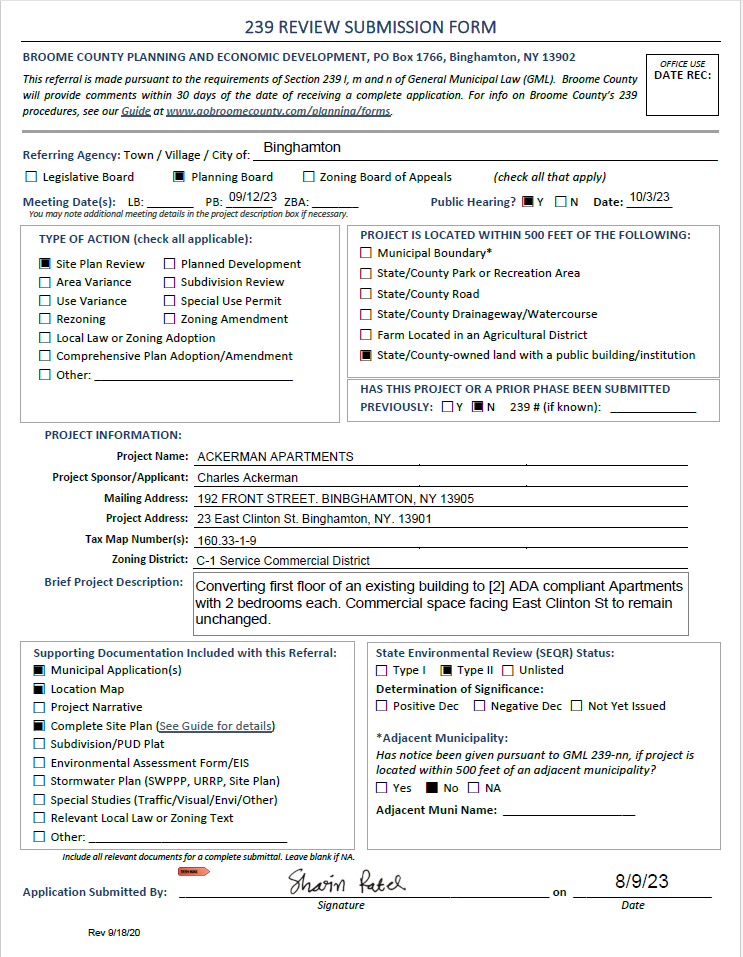 239 REVIEW SUBMISSION FORM
BROOME COUNTY PLANNING AND ECONOMIC DEVELOPMENT, PO Box 1766, Binghamton, NY 13902
This referral is made pursuant to the requirements of Section 239 l, m and n of General Municipal Law (GML). Broome County
will provide comments within 30 days of the date of receiving a complete application. For info on Broome County's 239
procedures, see our Guide at www.gobroomecounty.com/planning/forms.
OFFICE USE
DATE REC:
Referring Agency: Town / Village / City of: Binghamton
Legislative Board Planning Board Zoning Board of Appeals (check all that apply)
Meeting Date(s): LB: ________ PB: 09/12/23 ZBA: ________ Public Hearing? Y N Date: 10/3/23
You may note additional meeting details in the project description box if necessary.
TYPE OF ACTION (check all applicable):
Site Plan Review Planned Development
Area Variance Subdivision Review
Use Variance Special Use Permit
Rezoning Zoning Amendment
Local Law or Zoning Adoption
Comprehensive Plan Adoption/Amendment
Other: ________
PROJECT IS LOCATED WITHIN 500 FEET OF THE FOLLOWING:
Municipal Boundary*
State/County Park or Recreation Area
State/County Road
State/County Drainageway/Watercourse
Farm Located in an Agricultural District
State/County-owned land with a public building/institution
HAS THIS PROJECT OR A PRIOR PHASE BEEN SUBMITTED
PREVIOUSLY: Y N 239 # (if known): ________
PROJECT INFORMATION:
Project Name: ACKERMAN APARTMENTS
Project Sponsor/Applicant: Charles Ackerman
Mailing Address: 192 FRONT STREET. BINBGHAMTON, NY 13905
Project Address: 23 East Clinton St. Binghamton, NY. 13901
Tax Map Number(s): 160.33-1-9
Zoning District: C-1 Service Commercial District
Brief Project Description: Converting first floor of an existing building to [2] ADA compliant Apartments
with 2 bedrooms each. Commercial space facing East Clinton St to remain
unchanged.
Supporting Documentation Included with this Referral:
Municipal Application(s)
Location Map
Project Narrative
Complete Site Plan (See Guide for details)
Subdivision/PUD Plat
Environmental Assessment Form/EIS
Stormwater Plan (SWPPP, URRP, Site Plan)
Special Studies (Traffic/Visual/Envi/Other)
Relevant Local Law or Zoning Text
Other: ________
State Environmental Review (SEQR) Status:
Type I Type II Unlisted
Determination of Significance:
Positive Dec Negative Dec Not Yet Issued
*Adjacent Municipality:
Has notice been given pursuant to GML 239-nn, if project is
located within 500 feet of an adjacent municipality?
Yes No NA
Adjacent Muni Name: ________
Include all relevant documents for a complete submittal. Leave blank if NA.
Application Submitted By: Sharin Patel on 8/9/23
Signature Date
Rev 9/18/20